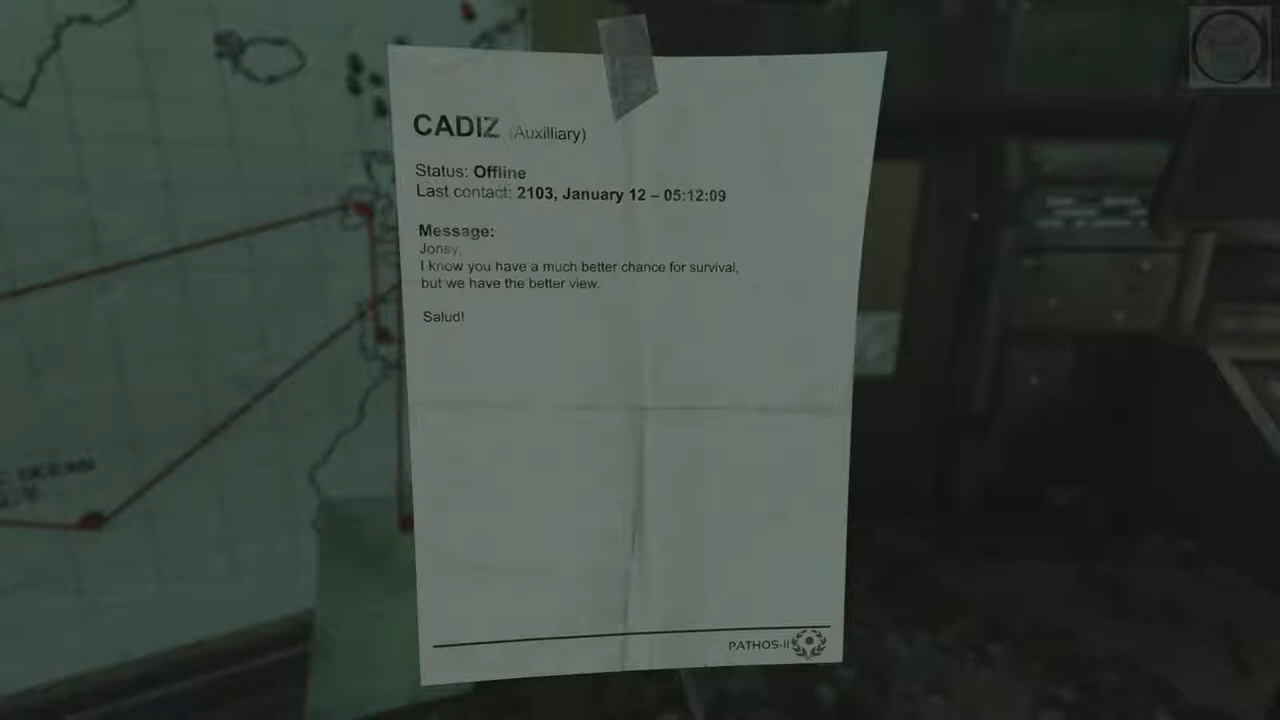 CADIZ (Auxilliary)
Status: Offline
Last contact: 2103, January 12 – 05:12:09
Message:
Jonsy,
I know you have a much better chance for survival,
but we have the better view.
Salud!
OCEAN
PATHOS-II